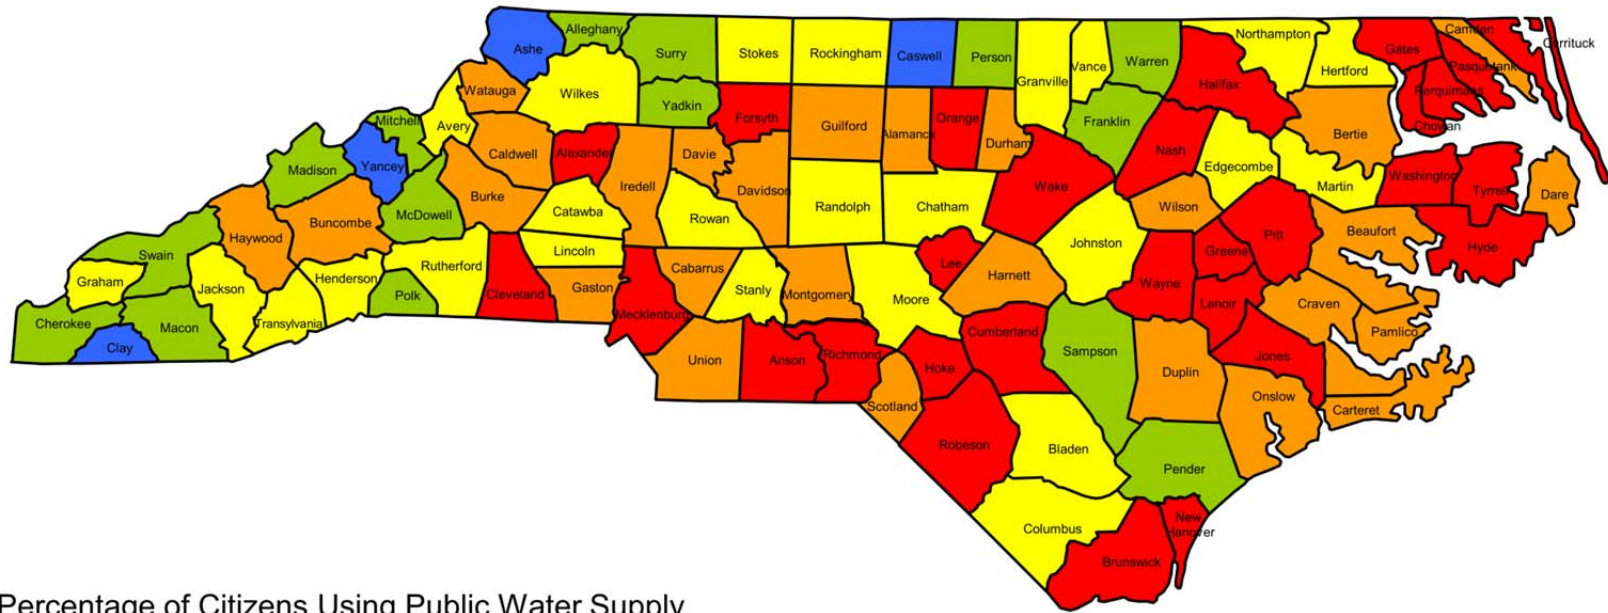 Ashe
Alleghany
Surry
Stokes
Rockingham
Caswell
Person
Granville
Vance
Warren
Northampton
Hertford
Gates
Camden
Currituck
Pasquotank
Perquimans
Chowan
Halifax
Watauga
Wilkes
Yadkin
Forsyth
Guilford
Alamance
Orange
Durham
Franklin
Bertie
Mitchell
Avery
Caldwell
Alexander
Davie
Iredell
Davidson
Nash
Edgecombe
Martin
Washington
Tyrrell
Dare
Madison
Yancey
Wake
Burke
McDowell
Buncombe
Catawba
Rowan
Randolph
Chatham
Wilson
Haywood
Swain
Lincoln
Johnston
Greene
Pitt
Beaufort
Hyde
Graham
Jackson
Henderson
Rutherford
Cleveland
Gaston
Cabarrus
Stanly
Montgomery
Moore
Lee
Harnett
Wayne
Lenoir
Craven
Pamlico
Cherokee
Macon
Clay
Transylvania
Polk
Mecklenburg
Union
Anson
Richmond
Hoke
Cumberland
Sampson
Duplin
Jones
Onslow
Carteret
Scotland
Robeson
Bladen
Pender
Columbus
New
Hanover
Brunswick
Percentage of Citizens Using Public Water Supply